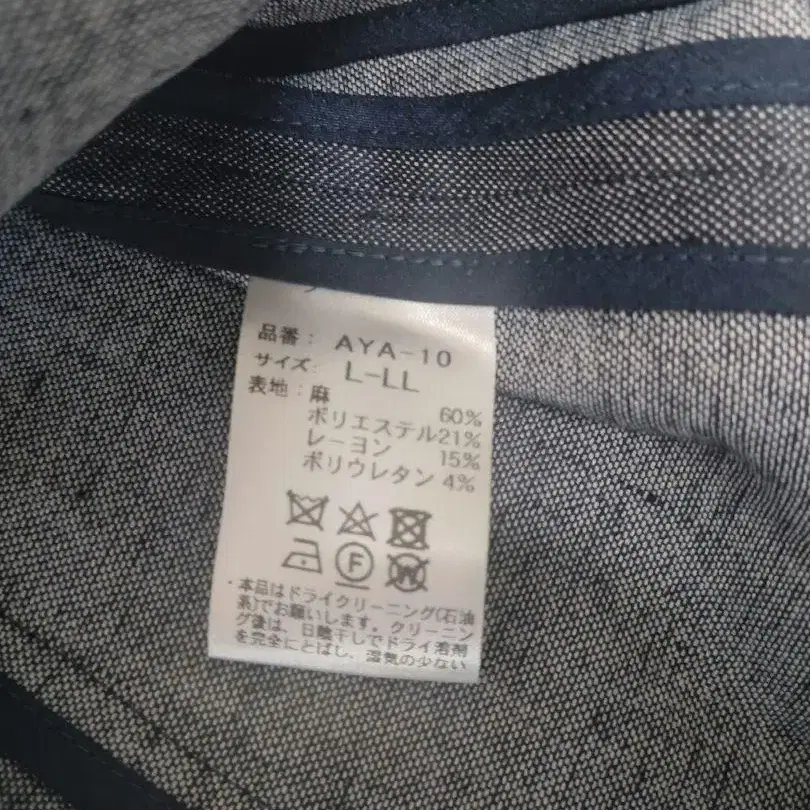 品番: AYA-10
サイズ: L-LL
表地:麻 60%
ポリエステル21%
レーヨン 15%
ポリウレタン 4%
F
W
・本品はドライクリーニング(石油
系)でお願いします。クリーニン
グ後は、日陰干しでドライ溶剤
を完全にとばし、湿気の少ない